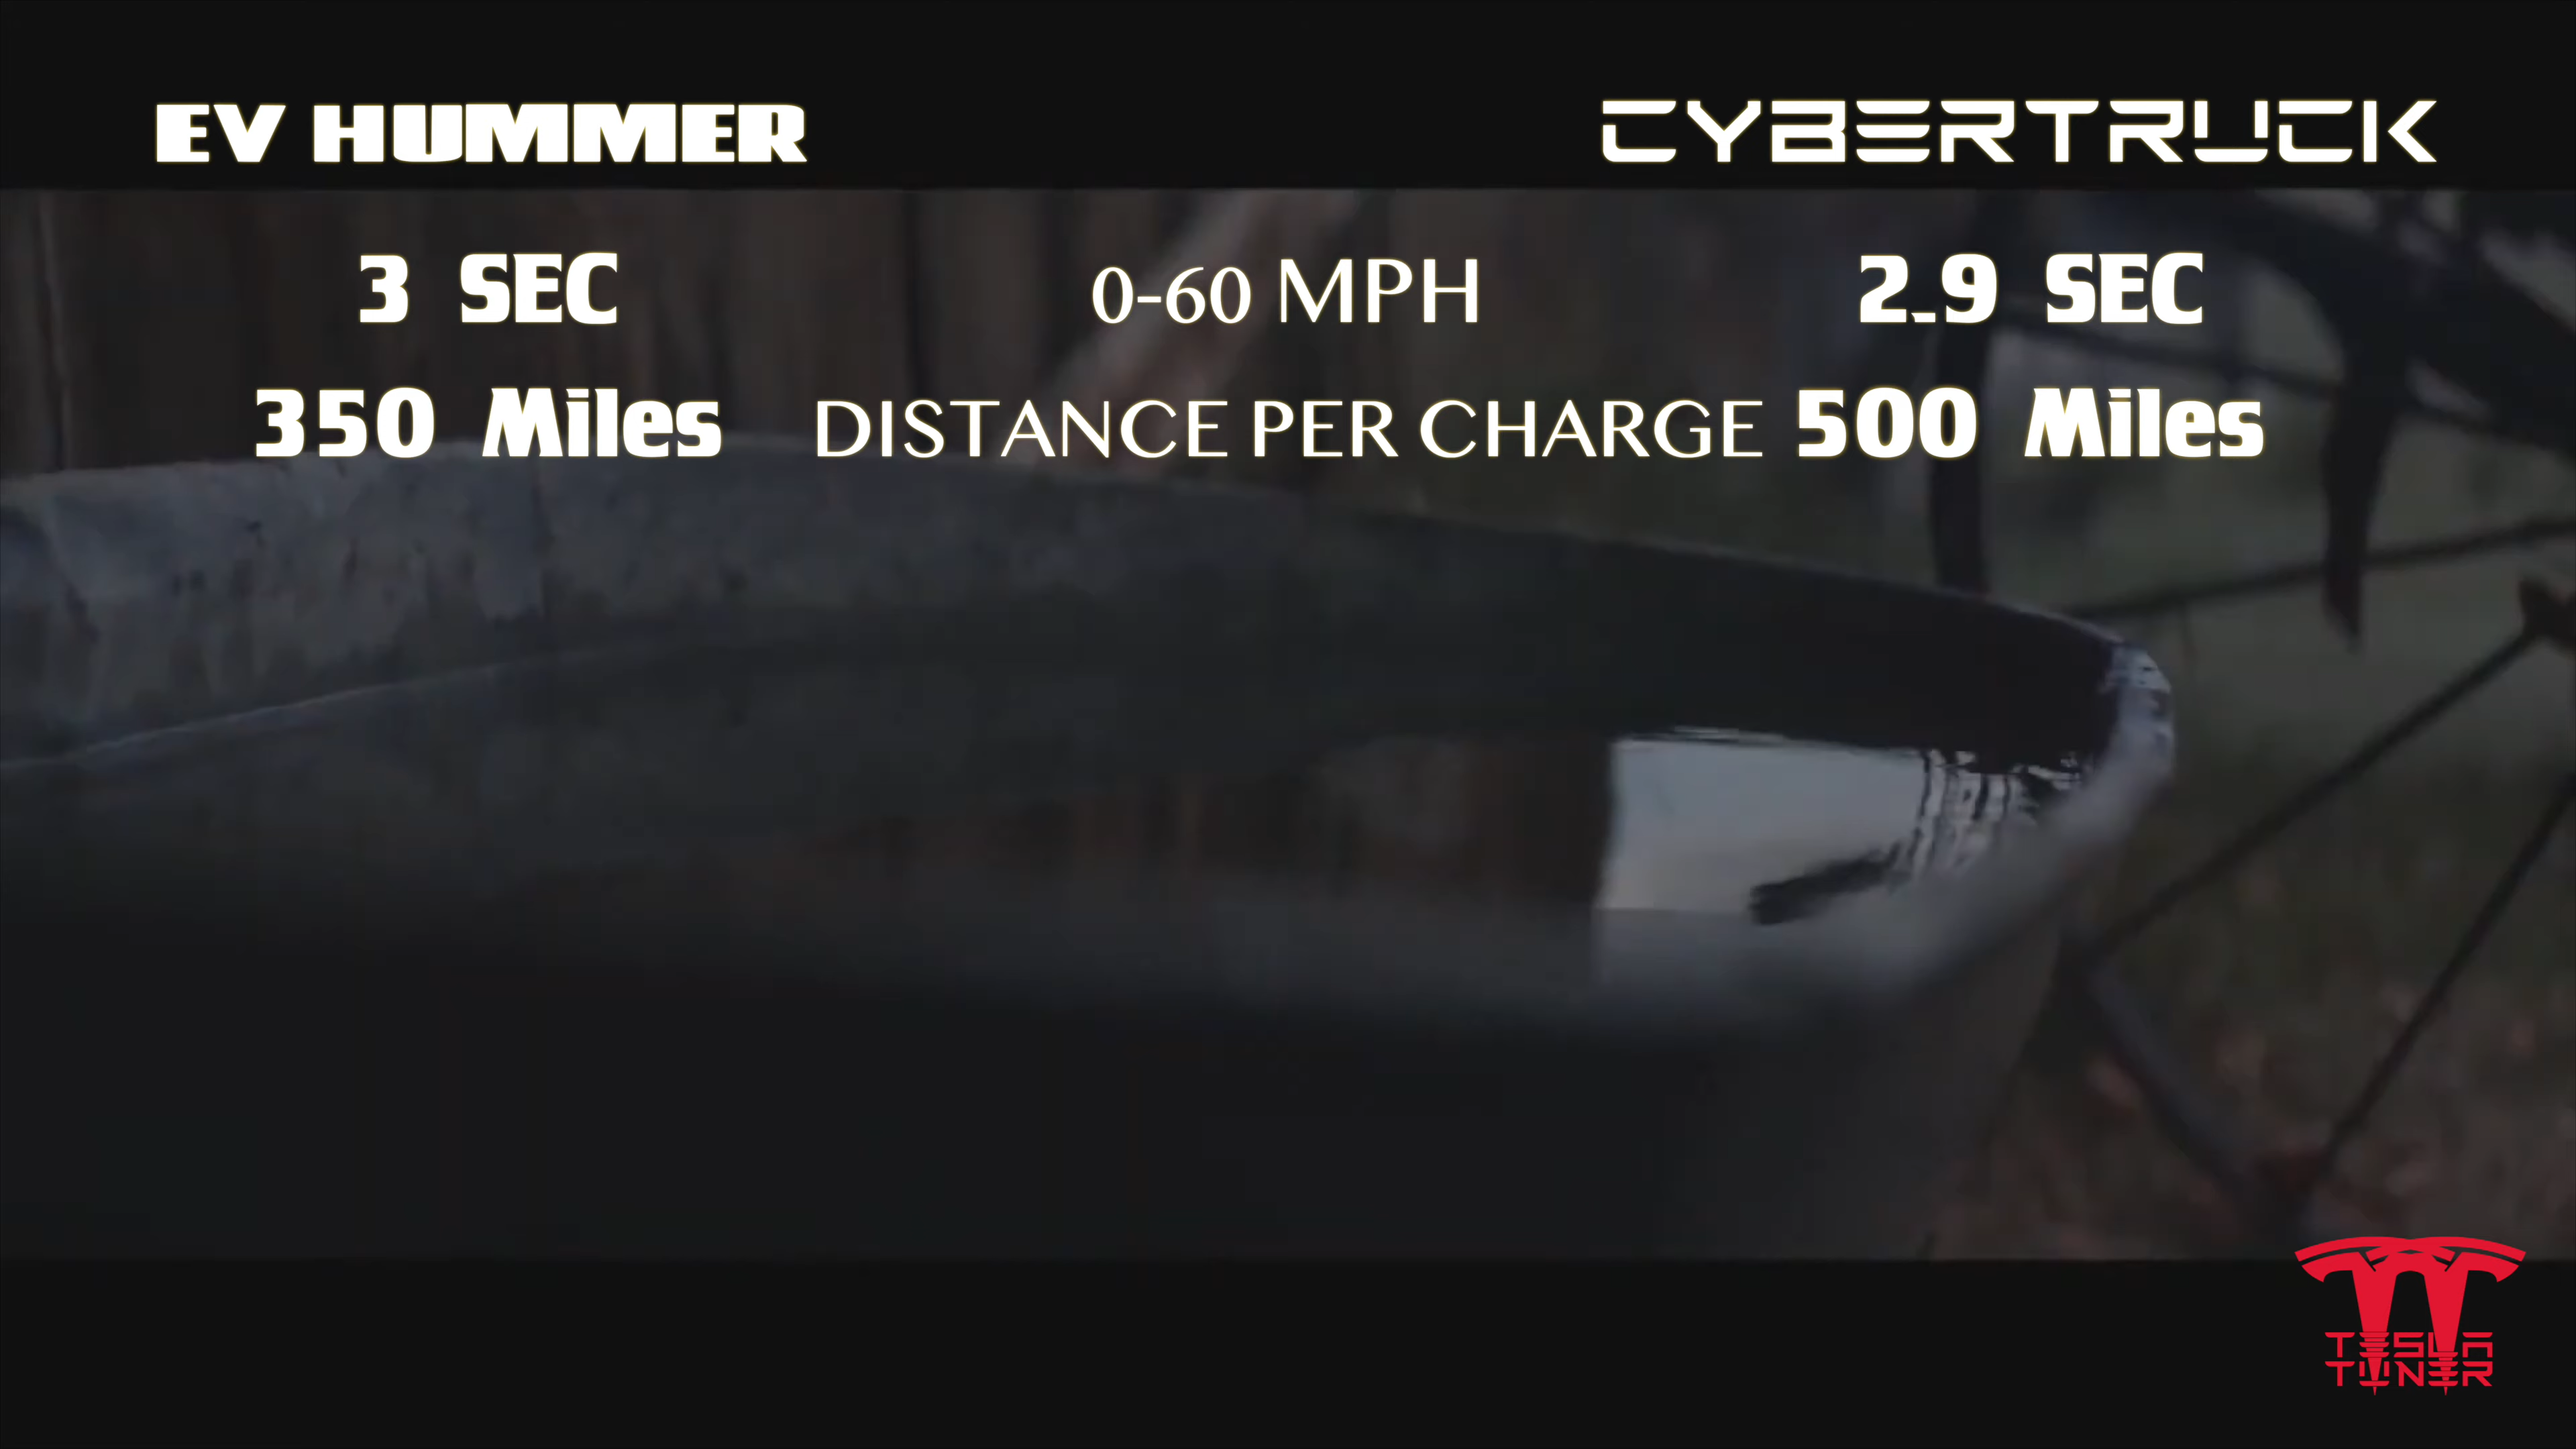 EV HUMMER CYBERTRUCK
3 SEC 0-60 MPH 2.9 SEC
350 Miles DISTANCE PER CHARGE 500 Miles
TESLA
TUNER